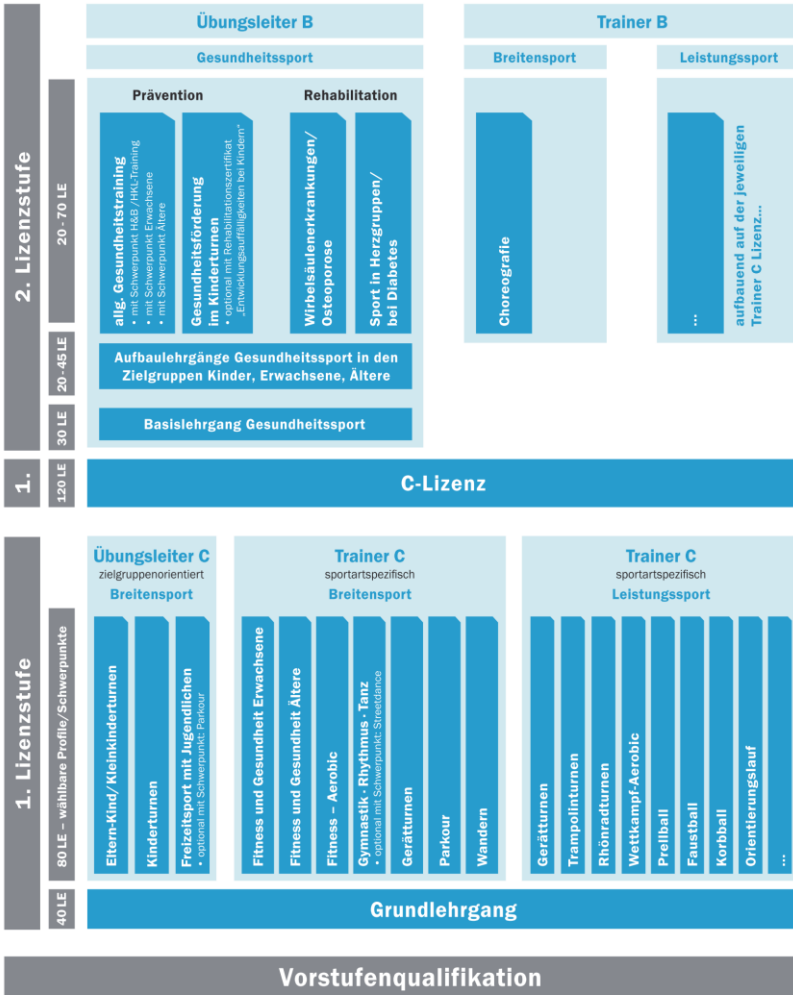 Übungsleiter B
Trainer B
Gesundheitssport
Breitensport
Leistungssport
2. Lizenzstufe
20 - 70 LE
Prävention
Rehabilitation
allg. Gesundheitstraining
• mit Schwerpunkt H&B/HKL-Training
• mit Schwerpunkt Erwachsene
• mit Schwerpunkt Ältere
Gesundheitsförderung
im Kinderturnen
• optional mit Rehabilitationszertifikat
„Entwicklungsauffälligkeiten bei Kindern“
Wirbelsäulenerkrankungen/
Osteoporose
Sport in Herzgruppen/
bei Diabetes
Choreografie
...
aufbauend auf der jeweiligen
Trainer C Lizenz...
20 - 45 LE
Aufbaulehrgänge Gesundheitssport in den
Zielgruppen Kinder, Erwachsene, Ältere
30 LE
Basislehrgang Gesundheitssport
1.
120 LE
C-Lizenz
1. Lizenzstufe
80 LE – wählbare Profile/Schwerpunkte
Übungsleiter C
zielgruppenorientiert
Breitensport
Eltern-Kind/Kleinkinderturnen
Kinderturnen
Freizeitsport mit Jugendlichen
• optional mit Schwerpunkt: Parkour
Trainer C
sportartspezifisch
Breitensport
Fitness und Gesundheit Erwachsene
Fitness und Gesundheit Ältere
Fitness – Aerobic
Gymnastik · Rhythmus · Tanz
• optional mit Schwerpunkt: Streetdance
Gerätturnen
Parkour
Wandern
Trainer C
sportartspezifisch
Leistungssport
Gerätturnen
Trampolinturnen
Rhönradturnen
Wettkampf-Aerobic
Prellball
Faustball
Korbball
Orientierungslauf
...
40 LE
Grundlehrgang
Vorstufenqualifikation